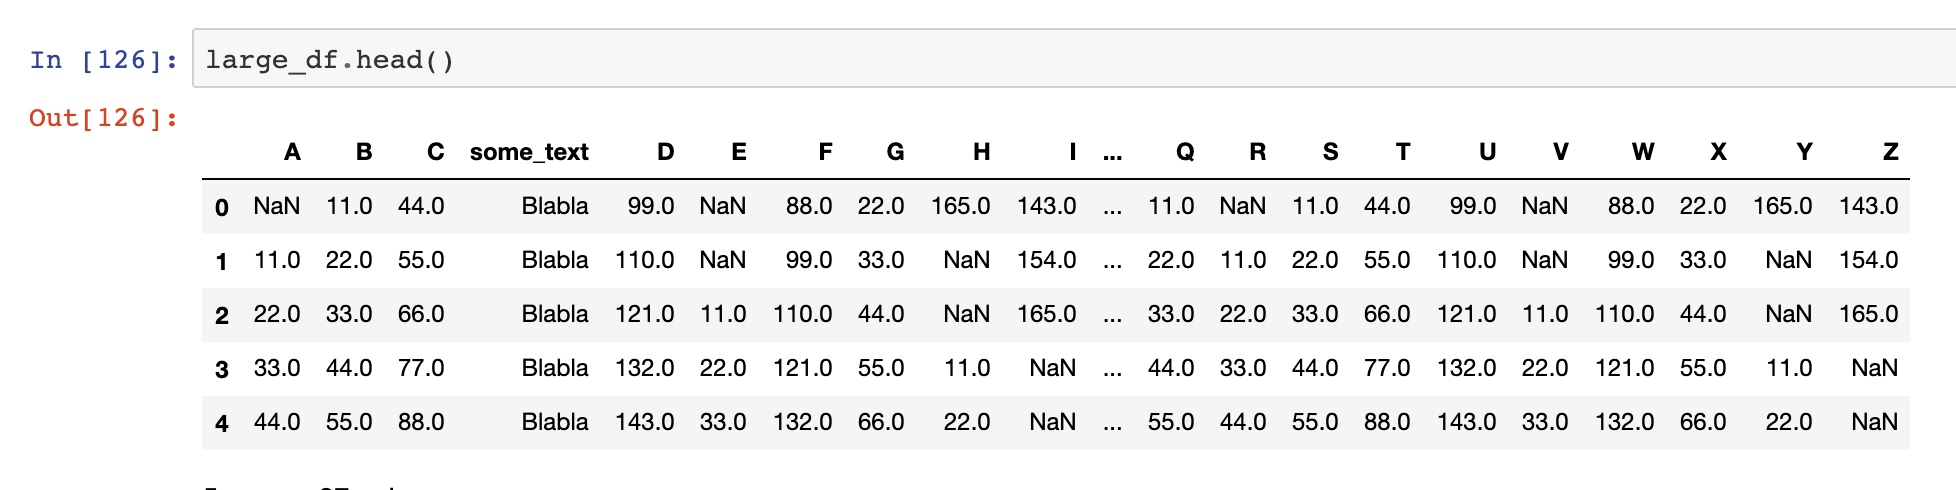 In [126]: large_df.head()
Out[126]:
A B C some_text D E F G H I ... Q R S T U V W X Y Z
0 NaN 11.0 44.0 Blabla 99.0 NaN 88.0 22.0 165.0 143.0 ... 11.0 NaN 11.0 44.0 99.0 NaN 88.0 22.0 165.0 143.0
1 11.0 22.0 55.0 Blabla 110.0 NaN 99.0 33.0 NaN 154.0 ... 22.0 11.0 22.0 55.0 110.0 NaN 99.0 33.0 NaN 154.0
2 22.0 33.0 66.0 Blabla 121.0 11.0 110.0 44.0 NaN 165.0 ... 33.0 22.0 33.0 66.0 121.0 11.0 110.0 44.0 NaN 165.0
3 33.0 44.0 77.0 Blabla 132.0 22.0 121.0 55.0 11.0 NaN ... 44.0 33.0 44.0 77.0 132.0 22.0 121.0 55.0 11.0 NaN
4 44.0 55.0 88.0 Blabla 143.0 33.0 132.0 66.0 22.0 NaN ... 55.0 44.0 55.0 88.0 143.0 33.0 132.0 66.0 22.0 NaN